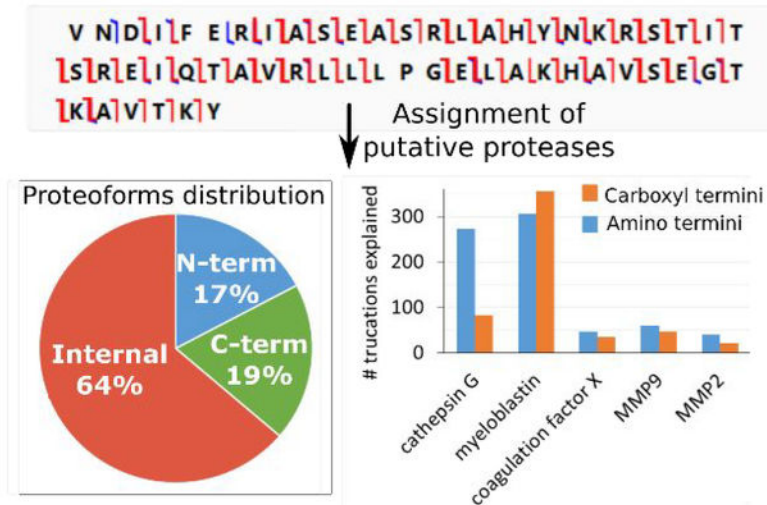 V N D I F E R I A S E A S R L L A H Y N K R S T I T
S R E I Q T A V R L L L P G E L L A K H A V S E G T
K A V T K Y
Assignment of
putative proteases
Proteoforms distribution
N-term
17%
C-term
19%
Internal
64%
Carboxyl termini
Amino termini
# trucations explained
300
200
100
0
cathepsin G
myeloblastin
coagulation factor X
MMP9
MMP2